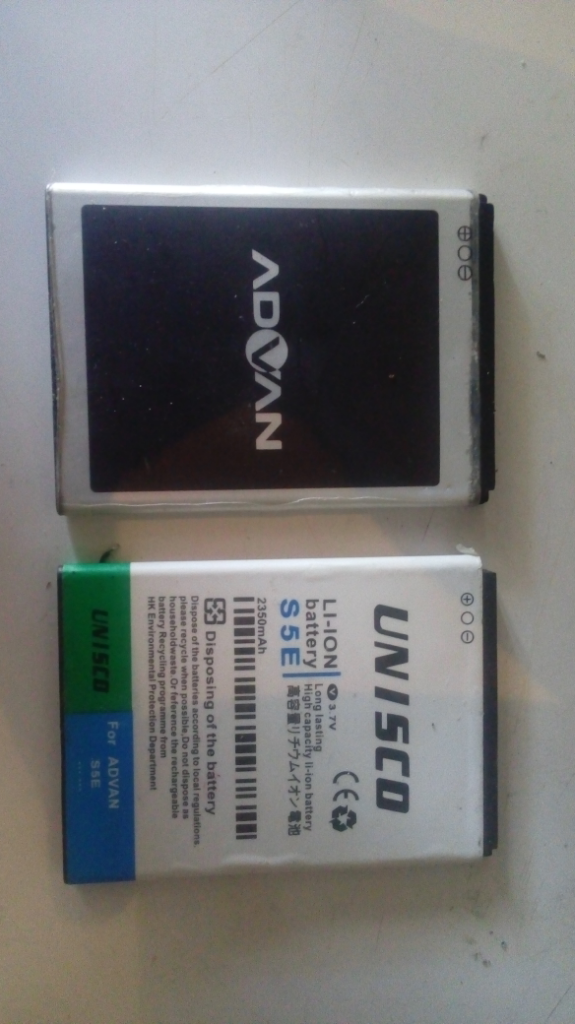 ADVAN
UNISCO
LI-ION
battery
S5E
3.7V
Long lasting
High capacity li-ion battery
高容量リチウムイオン電池
2350mAh
Disposing of the battery
Dispose of the batteries according to local regulations.
please recycle when possible.Do not dispose as
householdwaste.Or feference the rechargeable
battery Recycling programme from
HK Environmental Protection Department
UNISCO
For ADVAN
S5E